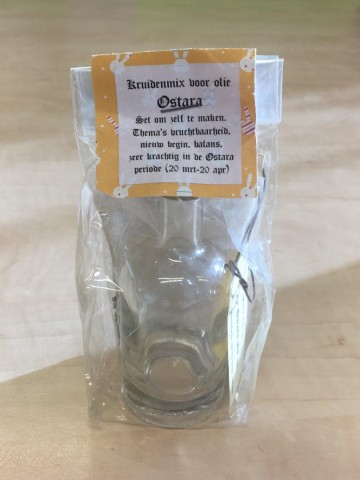 Kruidenmix voor olie
Ostara
Set om zelf te maken.
Thema's vruchtbaarheid,
nieuw begin, balans,
zeer krachtig in de Ostara
periode (20 mrt-20 apr)